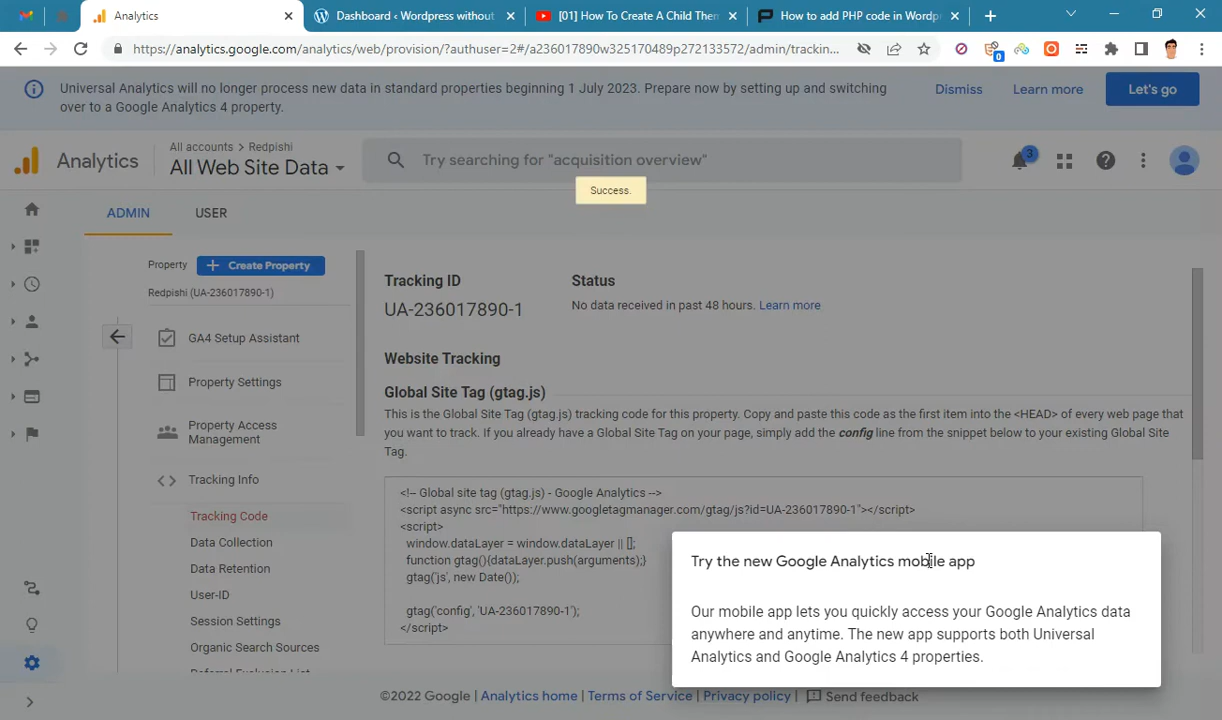 Analytics
Dashboard ‹ Wordpress without
[01] How To Create A Child Then
How to add PHP code in Wordp
https://analytics.google.com/analytics/web/provision/?authuser=2#/a236017890w325170489p272133572/admin/trackin...
0
Universal Analytics will no longer process new data in standard properties beginning 1 July 2023. Prepare now by setting up and switching
over to a Google Analytics 4 property.
Dismiss
Learn more
Let's go
Analytics
All accounts > Redpishi
All Web Site Data
Try searching for "acquisition overview"
3
Success.
ADMIN
USER
Property
+ Create Property
Redpishi (UA-236017890-1)
GA4 Setup Assistant
Property Settings
Property Access
Management
Tracking Info
Tracking Code
Data Collection
Data Retention
User-ID
Session Settings
Organic Search Sources
Referral Exclusion List
Tracking ID
UA-236017890-1
Status
No data received in past 48 hours. Learn more
Website Tracking
Global Site Tag (gtag.js)
This is the Global Site Tag (gtag.js) tracking code for this property. Copy and paste this code as the first item into the <HEAD> of every web page that
you want to track. If you already have a Global Site Tag on your page, simply add the config line from the snippet below to your existing Global Site
Tag.
<!-- Global site tag (gtag.js) - Google Analytics -->
<script async src="https://www.googletagmanager.com/gtag/js?id=UA-236017890-1"></script>
<script>
window.dataLayer = window.dataLayer || [];
function gtag(){dataLayer.push(arguments);}
gtag('js', new Date());
gtag('config', 'UA-236017890-1');
</script>
Try the new Google Analytics mobile app
Our mobile app lets you quickly access your Google Analytics data
anywhere and anytime. The new app supports both Universal
Analytics and Google Analytics 4 properties.
©2022 Google | Analytics home | Terms of Service | Privacy policy | Send feedback